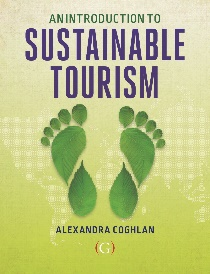 AN INTRODUCTION TO
SUSTAINABLE
TOURISM
ALEXANDRA COGHLAN
(G)